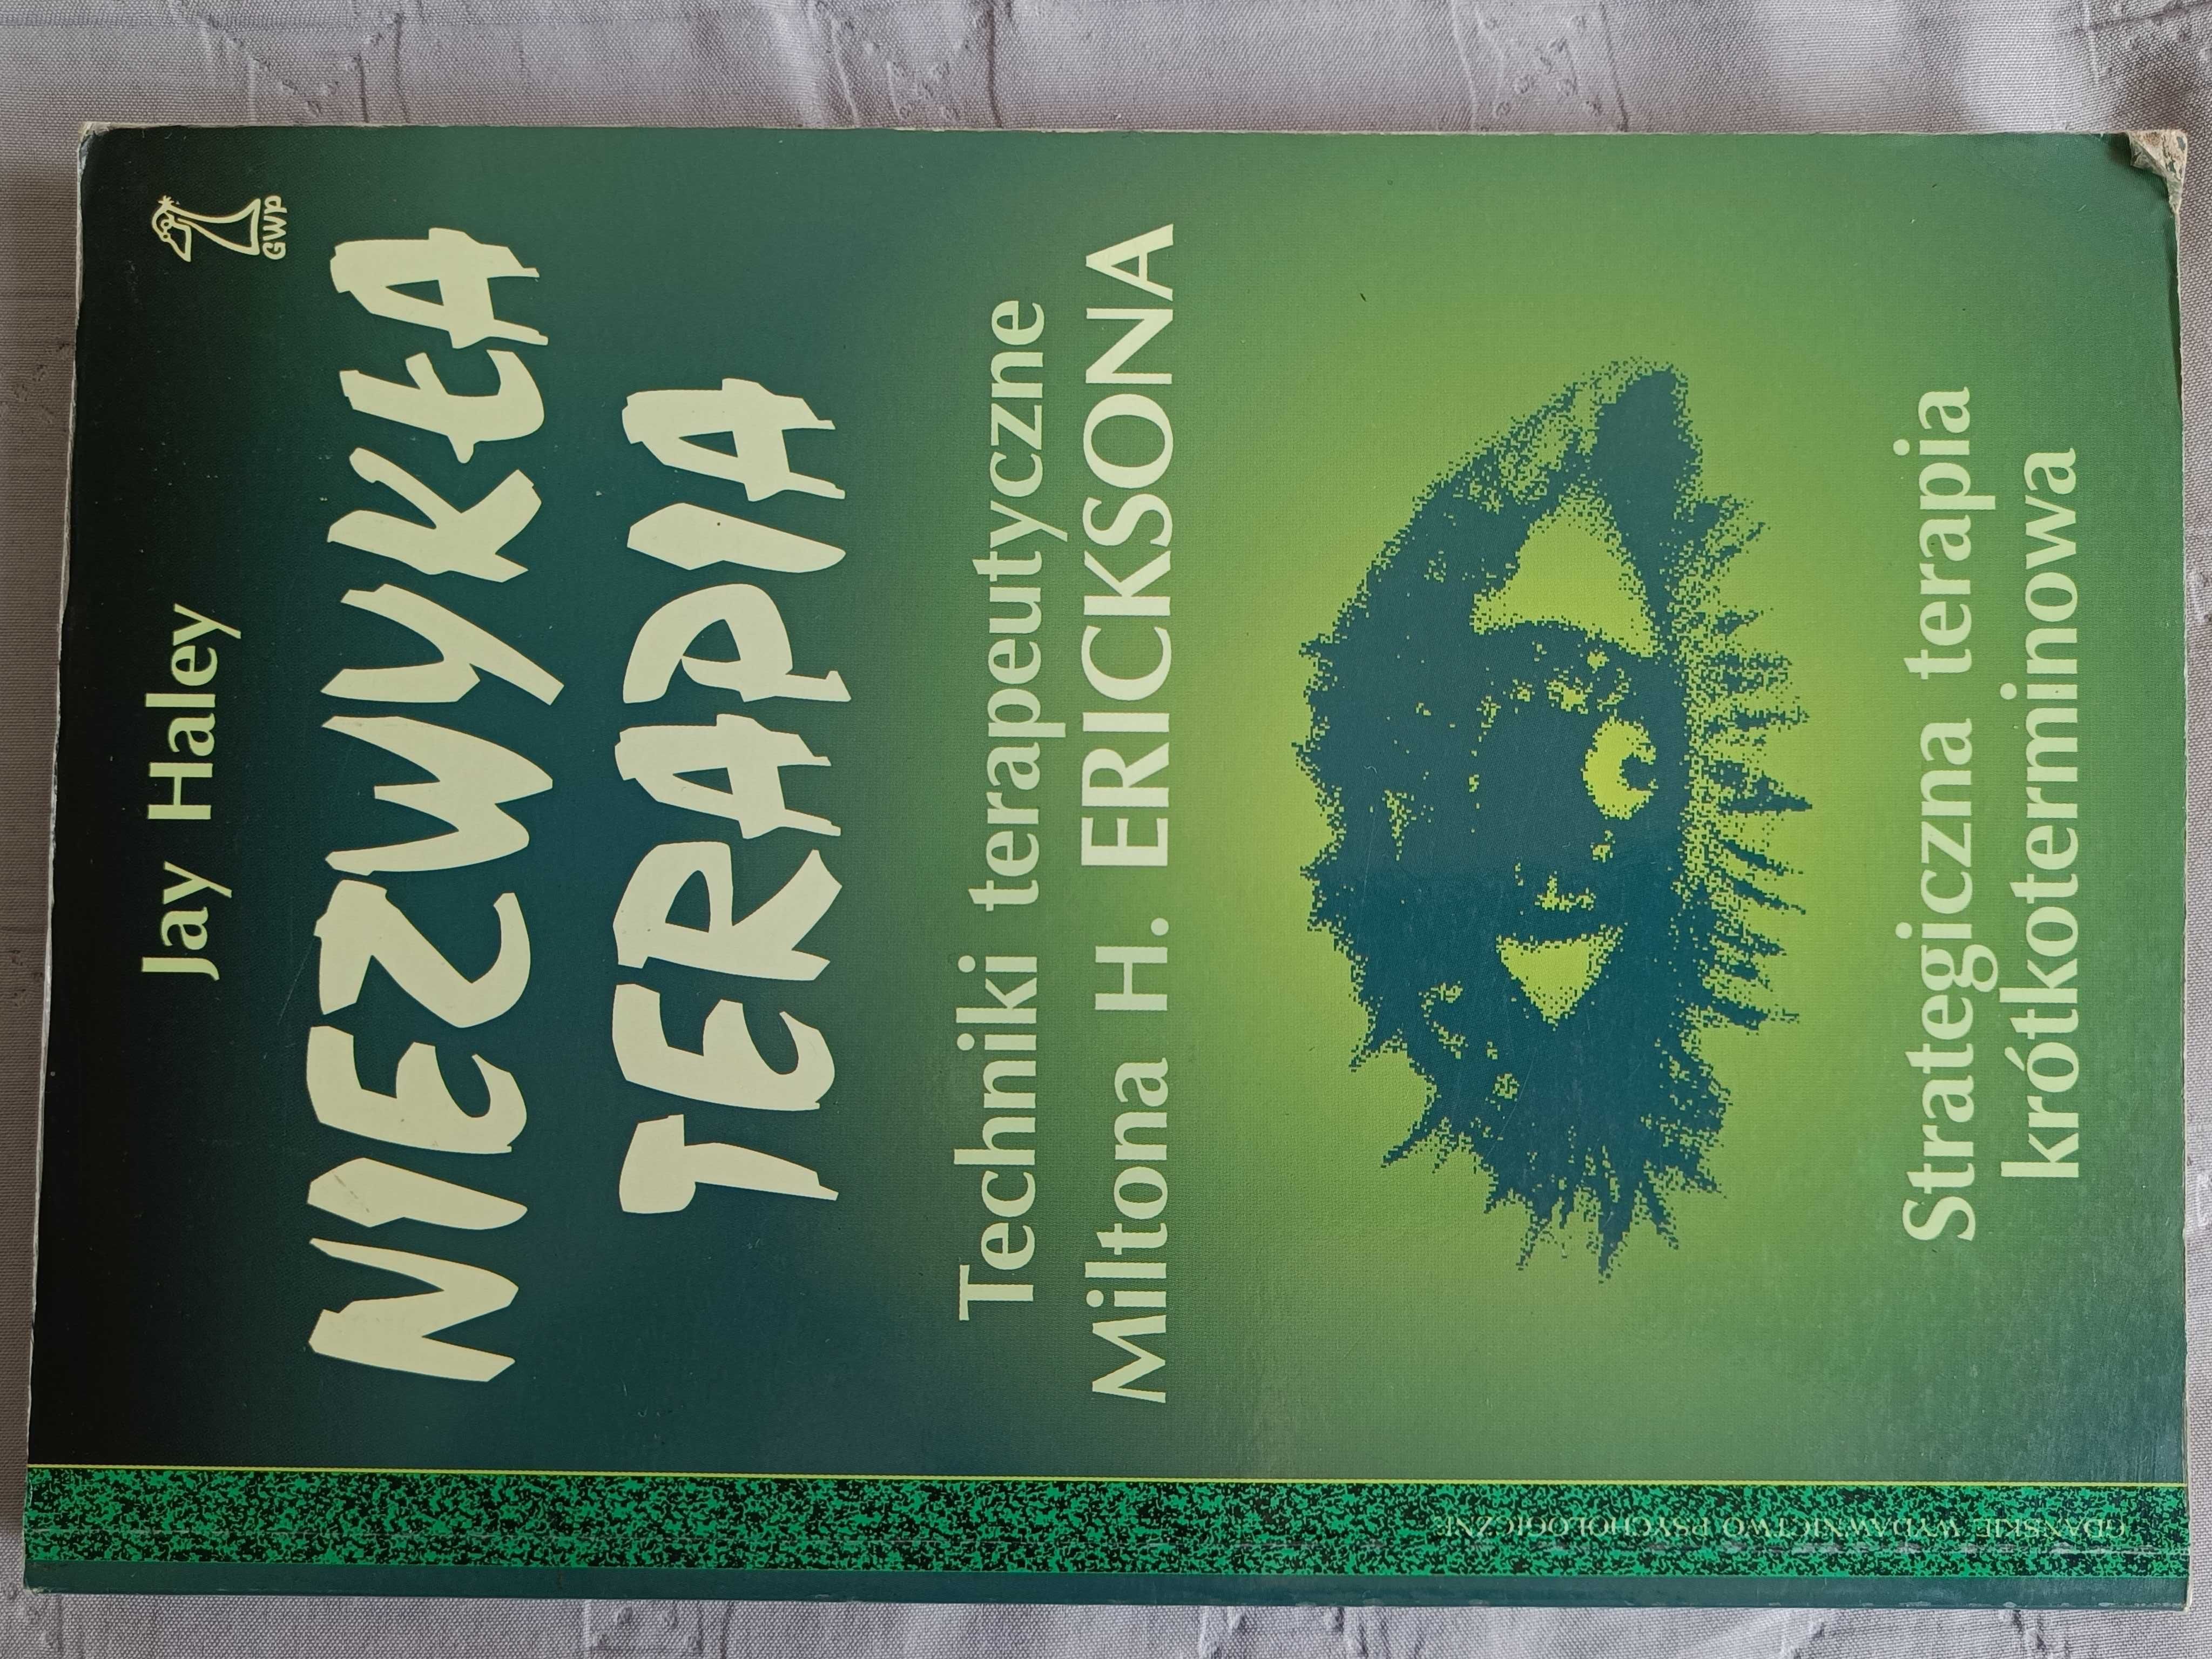 Jay Haley
GWP
NIEZWYKŁA
TERAPIA
Techniki terapeutyczne
Miltona H. ERICKSONA
Strategiczna terapia
krótkoterminowa
GDAŃSKIE WYDAWNICTWO PSYCHOLOGICZNE